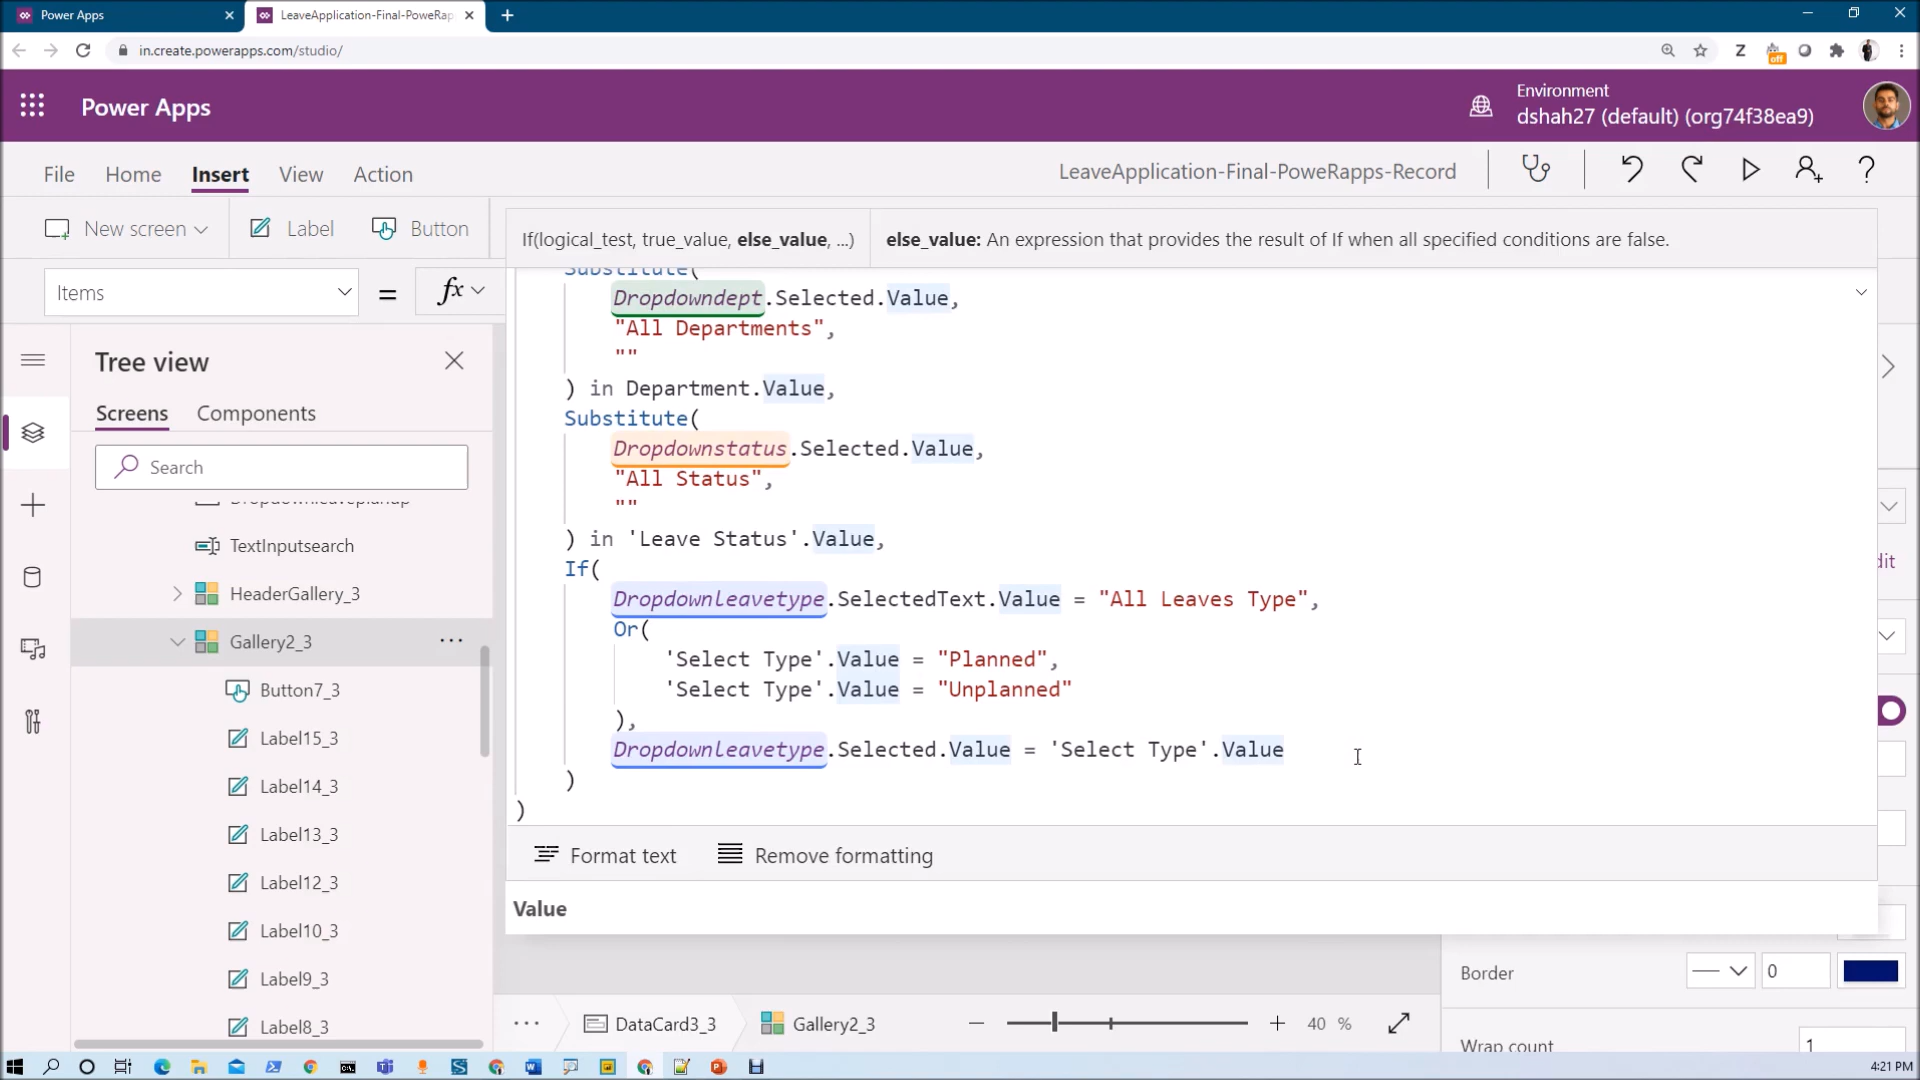 Power Apps
LeaveApplication-Final-PoweRap
in.create.powerapps.com/studio/
Z
off
Power Apps
Environment
dshah27 (default) (org74f38ea9)
File Home Insert View Action
LeaveApplication-Final-PoweRapps-Record
New screen Label Button
If(logical_test, true_value, else_value, ...)
else_value: An expression that provides the result of If when all specified conditions are false.
Items = fx
Substitute(
Dropdowndept.Selected.Value,
"All Departments",
""
) in Department.Value,
Substitute(
Dropdownstatus.Selected.Value,
"All Status",
""
) in 'Leave Status'.Value,
If(
Dropdownleavetype.SelectedText.Value = "All Leaves Type",
Or(
'Select Type'.Value = "Planned",
'Select Type'.Value = "Unplanned"
),
Dropdownleavetype.Selected.Value = 'Select Type'.Value
)
)
Format text Remove formatting
Value
Tree view
Screens Components
Search
TextInputsearch
HeaderGallery_3
Gallery2_3 ...
Button7_3
Label15_3
Label14_3
Label13_3
Label12_3
Label10_3
Label9_3
Label8_3
dit
Border 0
Wrap count 1
... DataCard3_3 Gallery2_3 40 %
4:21 PM